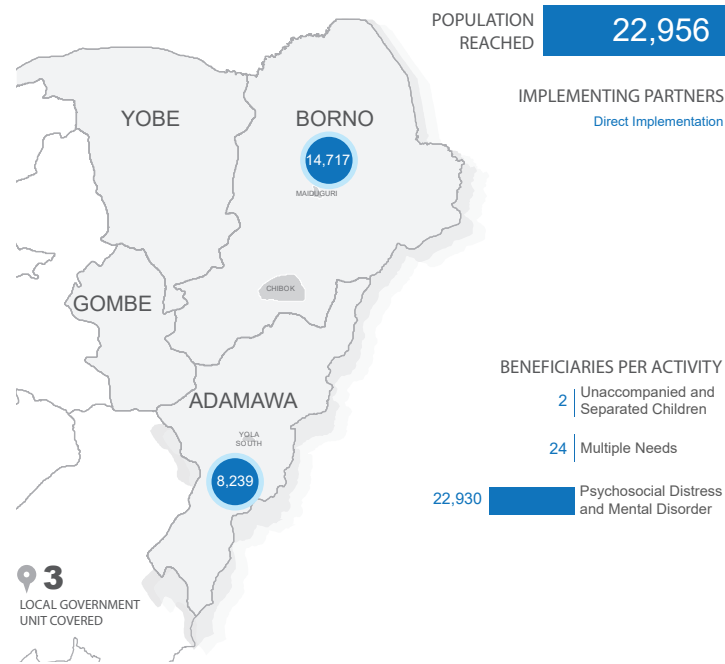 POPULATION
REACHED
22,956
IMPLEMENTING PARTNERS
Direct Implementation
YOBE
BORNO
14,717
MAIDUGURI
CHIBOK
GOMBE
ADAMAWA
YOLA
SOUTH
8,239
BENEFICIARIES PER ACTIVITY
2
Unaccompanied and
Separated Children
24
Multiple Needs
22,930
Psychosocial Distress
and Mental Disorder
3
LOCAL GOVERNMENT
UNIT COVERED